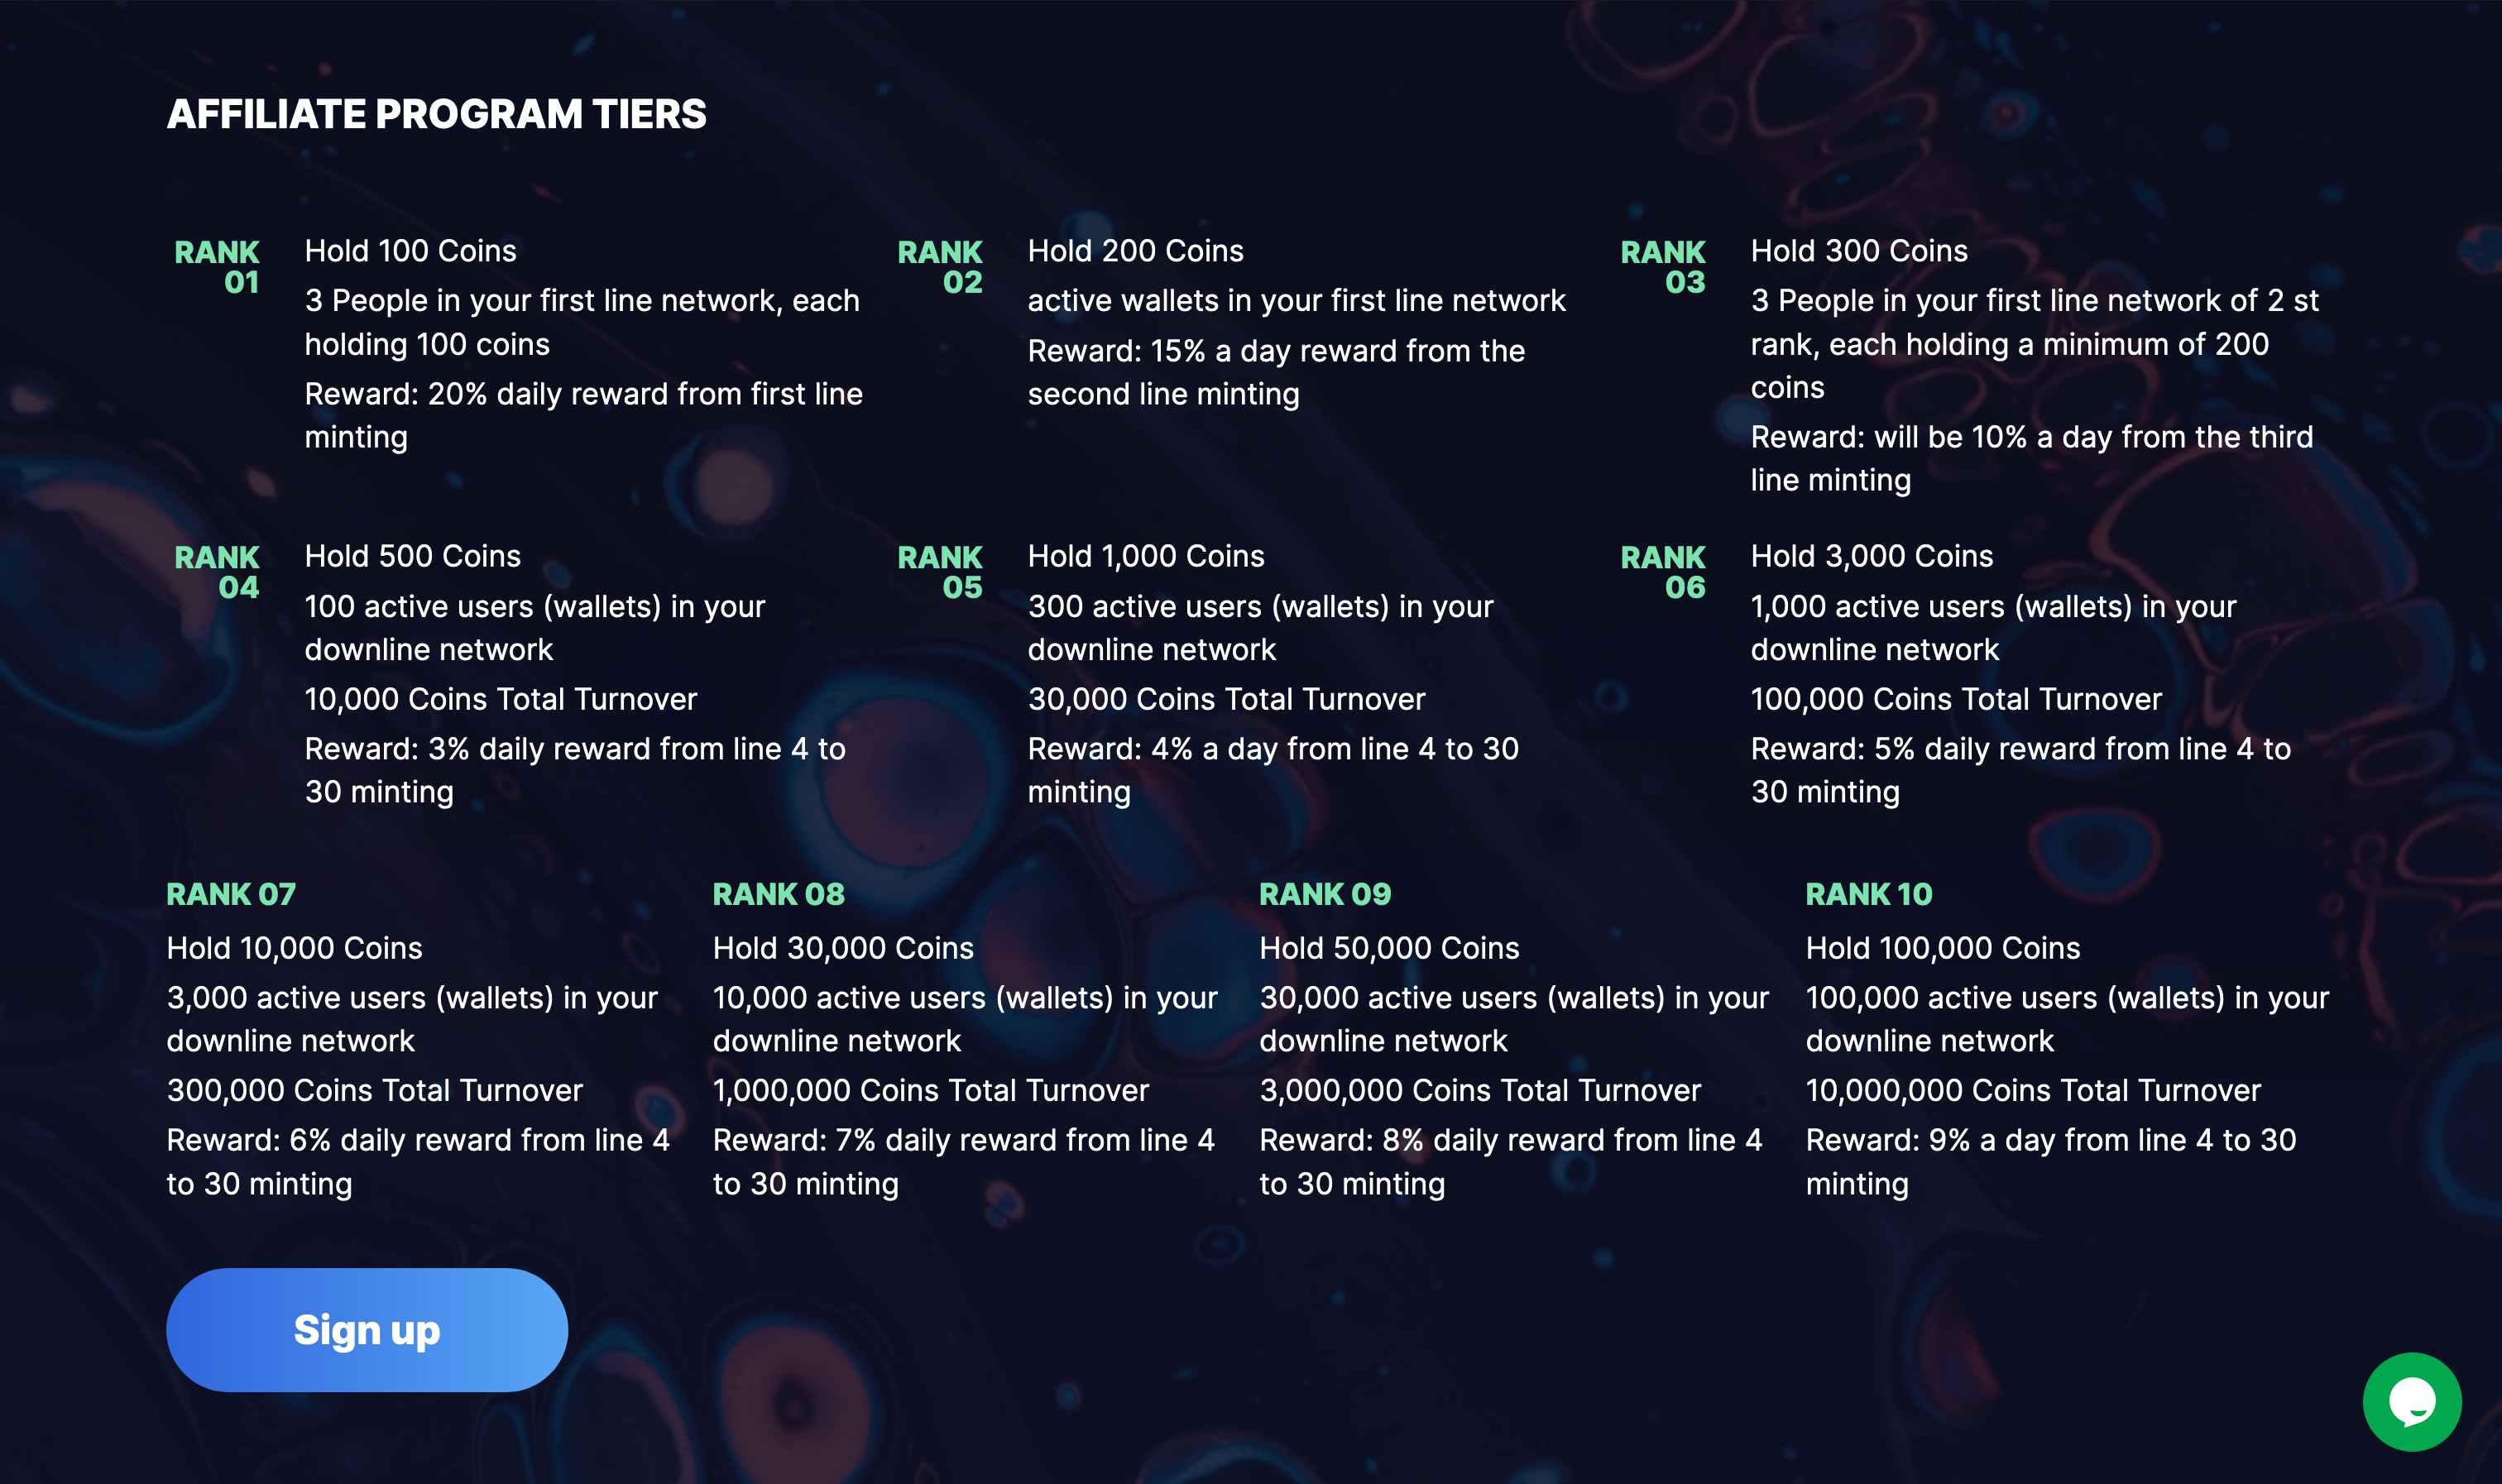 AFFILIATE PROGRAM TIERS
RANK
01
Hold 100 Coins
3 People in your first line network, each
holding 100 coins
Reward: 20% daily reward from first line
minting
RANK
02
Hold 200 Coins
active wallets in your first line network
Reward: 15% a day reward from the
second line minting
RANK
03
Hold 300 Coins
3 People in your first line network of 2 st
rank, each holding a minimum of 200
coins
Reward: will be 10% a day from the third
line minting
RANK
04
Hold 500 Coins
100 active users (wallets) in your
downline network
10,000 Coins Total Turnover
Reward: 3% daily reward from line 4 to
30 minting
RANK
05
Hold 1,000 Coins
300 active users (wallets) in your
downline network
30,000 Coins Total Turnover
Reward: 4% a day from line 4 to 30
minting
RANK
06
Hold 3,000 Coins
1,000 active users (wallets) in your
downline network
100,000 Coins Total Turnover
Reward: 5% daily reward from line 4 to
30 minting
RANK 07
Hold 10,000 Coins
3,000 active users (wallets) in your
downline network
300,000 Coins Total Turnover
Reward: 6% daily reward from line 4
to 30 minting
RANK 08
Hold 30,000 Coins
10,000 active users (wallets) in your
downline network
1,000,000 Coins Total Turnover
Reward: 7% daily reward from line 4
to 30 minting
RANK 09
Hold 50,000 Coins
30,000 active users (wallets) in your
downline network
3,000,000 Coins Total Turnover
Reward: 8% daily reward from line 4
to 30 minting
RANK 10
Hold 100,000 Coins
100,000 active users (wallets) in your
downline network
10,000,000 Coins Total Turnover
Reward: 9% a day from line 4 to 30
minting
Sign up